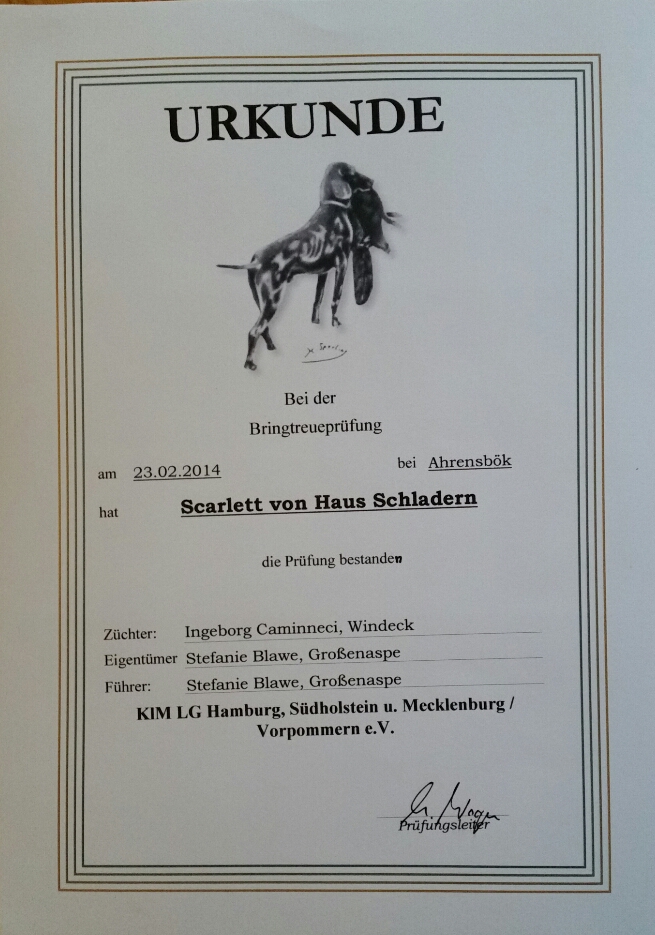 URKUNDE
Bei der
Bringtreueprüfung
am 23.02.2014 bei Ahrensbök
hat Scarlett von Haus Schladern
die Prüfung bestanden
Züchter: Ingeborg Caminneci, Windeck
Eigentümer Stefanie Blawe, Großenaspe
Führer: Stefanie Blawe, Großenaspe
KlM LG Hamburg, Südholstein u. Mecklenburg /
Vorpommern e.V.
Prüfungsleiter